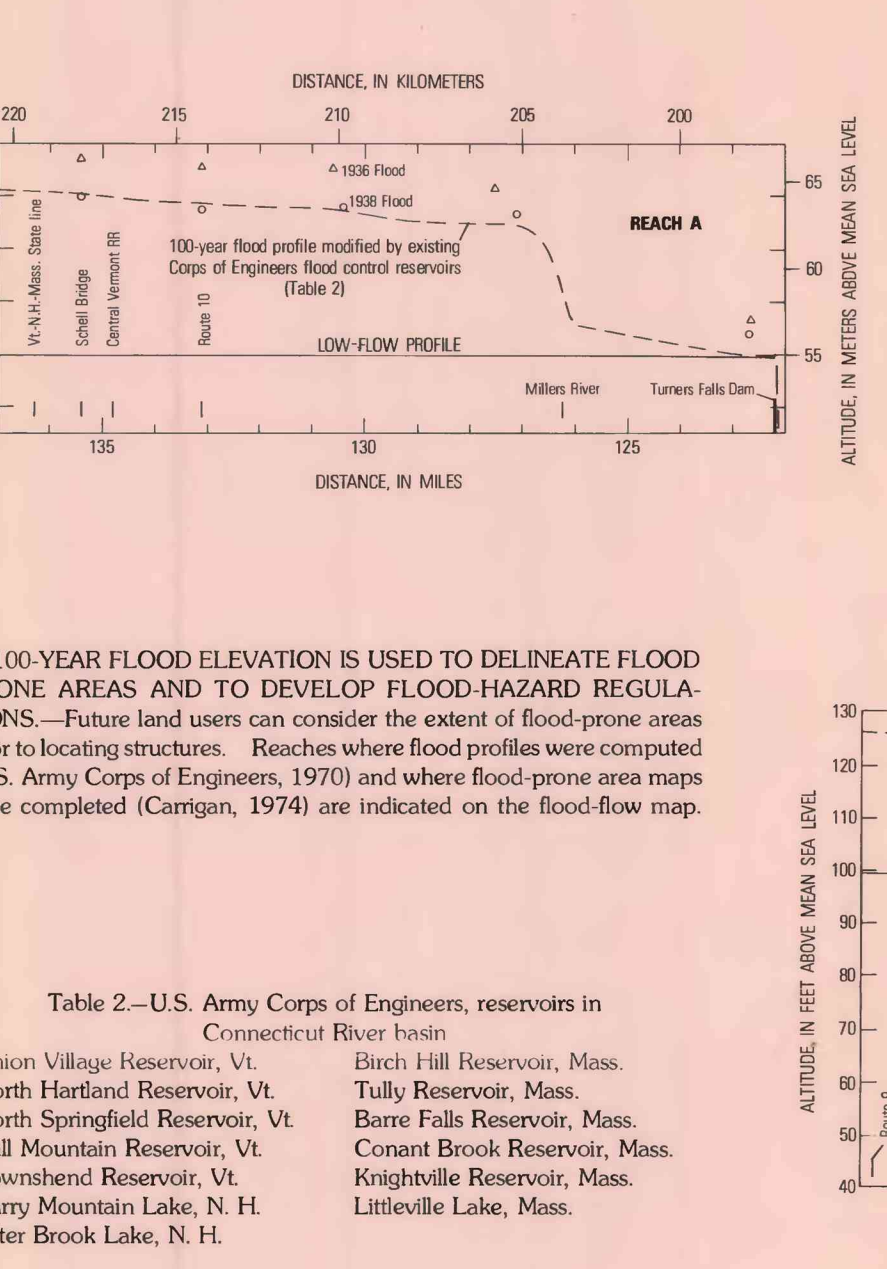 DISTANCE, IN KILOMETERS
220 215 210 205 200
1936 Flood
1938 Flood
REACH A
100-year flood profile modified by existing
Corps of Engineers flood control reservoirs
(Table 2)
LOW-FLOW PROFILE
Vt.-N.H.-Mass. State line
Schell Bridge
Central Vermont RR
Route 10
Millers River Turners Falls Dam
65
60
55
ALTITUDE, IN METERS ABOVE MEAN SEA LEVEL
135 130 125
DISTANCE, IN MILES
00-YEAR FLOOD ELEVATION IS USED TO DELINEATE FLOOD
ONE AREAS AND TO DEVELOP FLOOD-HAZARD REGULA-
ONS.—Future land users can consider the extent of flood-prone areas
or to locating structures. Reaches where flood profiles were computed
S. Army Corps of Engineers, 1970) and where flood-prone area maps
e completed (Carrigan, 1974) are indicated on the flood-flow map.
Table 2.—U.S. Army Corps of Engineers, reservoirs in
Connecticut River basin
nion Village Reservoir, Vt.
orth Hartland Reservoir, Vt.
orth Springfield Reservoir, Vt.
ll Mountain Reservoir, Vt.
ownshend Reservoir, Vt.
rry Mountain Lake, N. H.
ter Brook Lake, N. H.
Birch Hill Reservoir, Mass.
Tully Reservoir, Mass.
Barre Falls Reservoir, Mass.
Conant Brook Reservoir, Mass.
Knightville Reservoir, Mass.
Littleville Lake, Mass.
ALTITUDE, IN FEET ABOVE MEAN SEA LEVEL
130
120
110
100
90
80
70
60
50
40